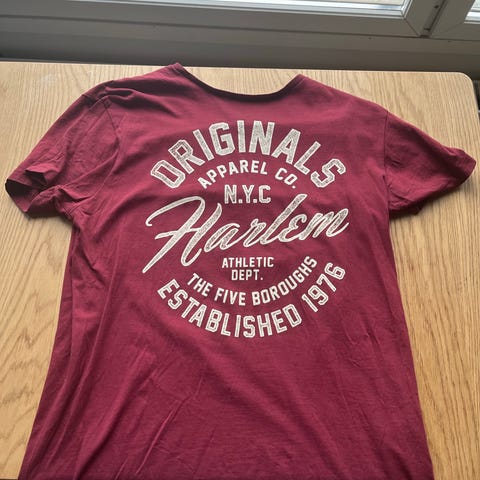 ORIGINALS
APPAREL CO.
N.Y.C
Harlem
ATHLETIC
DEPT.
THE FIVE BOROUGHS
ESTABLISHED 1976